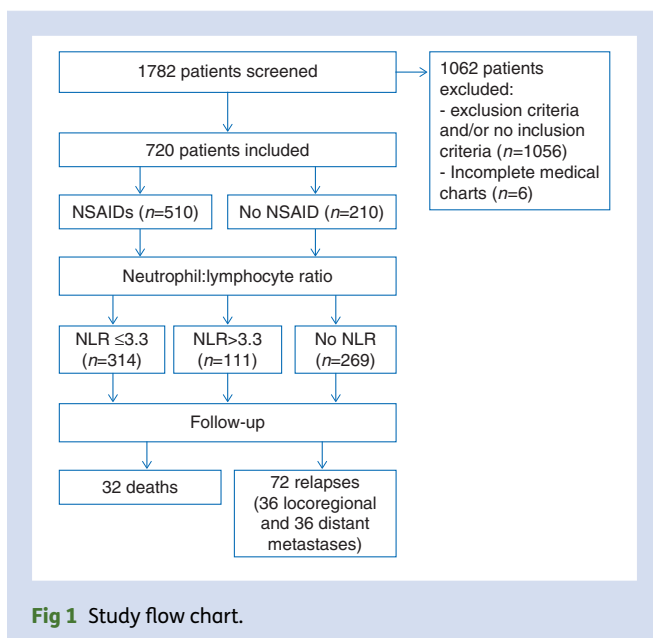 1782 patients screened
1062 patients
excluded:
- exclusion criteria
and/or no inclusion
criteria (n=1056)
- Incomplete medical
charts (n=6)
720 patients included
NSAIDs (n=510)
No NSAID (n=210)
Neutrophil:lymphocyte ratio
NLR ≤3.3
(n=314)
NLR>3.3
(n=111)
No NLR
(n=269)
Follow-up
32 deaths
72 relapses
(36 locoregional
and 36 distant
metastases)
Fig 1 Study flow chart.